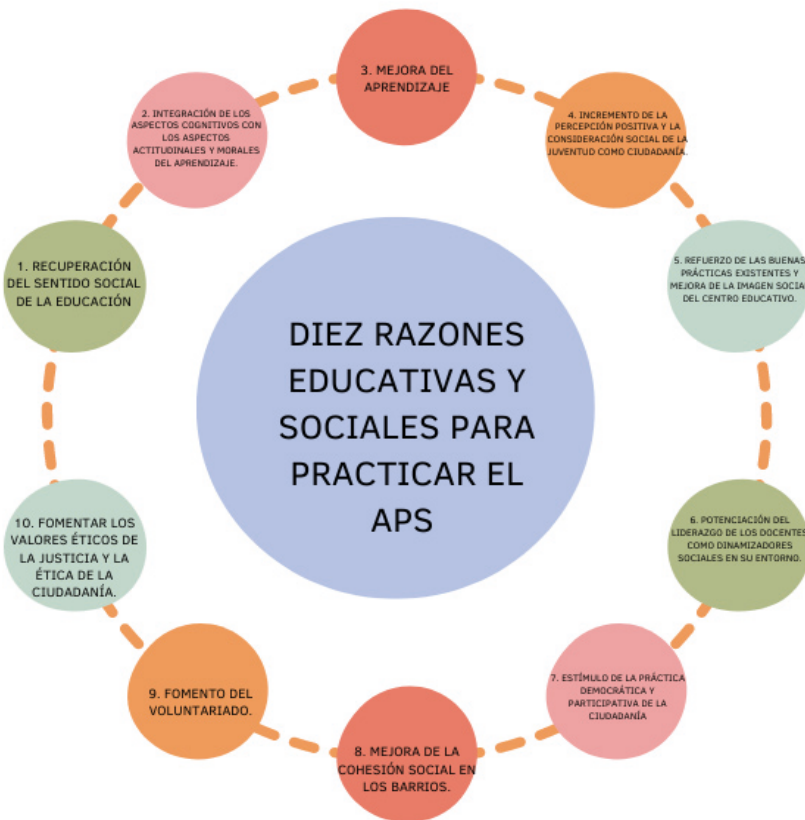 DIEZ RAZONES
EDUCATIVAS Y
SOCIALES PARA
PRACTICAR EL
APS
1. RECUPERACIÓN
DEL SENTIDO SOCIAL
DE LA EDUCACIÓN
2. INTEGRACIÓN DE LOS
ASPECTOS COGNITIVOS CON
LOS ASPECTOS
ACTITUDINALES Y MORALES
DEL APRENDIZAJE.
3. MEJORA DEL
APRENDIZAJE
4. INCREMENTO DE LA
PERCEPCIÓN POSITIVA Y LA
CONSIDERACIÓN SOCIAL DE LA
JUVENTUD COMO CIUDADANÍA.
5. REFUERZO DE LAS BUENAS
PRÁCTICAS EXISTENTES Y
MEJORA DE LA IMAGEN SOCIAL
DEL CENTRO EDUCATIVO.
6. POTENCIACIÓN DEL
LIDERAZGO DE LOS DOCENTES
COMO DINAMIZADORES
SOCIALES EN SU ENTORNO.
7. ESTÍMULO DE LA PRÁCTICA
DEMOCRÁTICA Y
PARTICIPATIVA DE LA
CIUDADANÍA
8. MEJORA DE LA
COHESIÓN SOCIAL EN
LOS BARRIOS.
9. FOMENTO DEL
VOLUNTARIADO.
10. FOMENTAR LOS
VALORES ÉTICOS DE
LA JUSTICIA Y LA
ÉTICA DE LA
CIUDADANÍA.